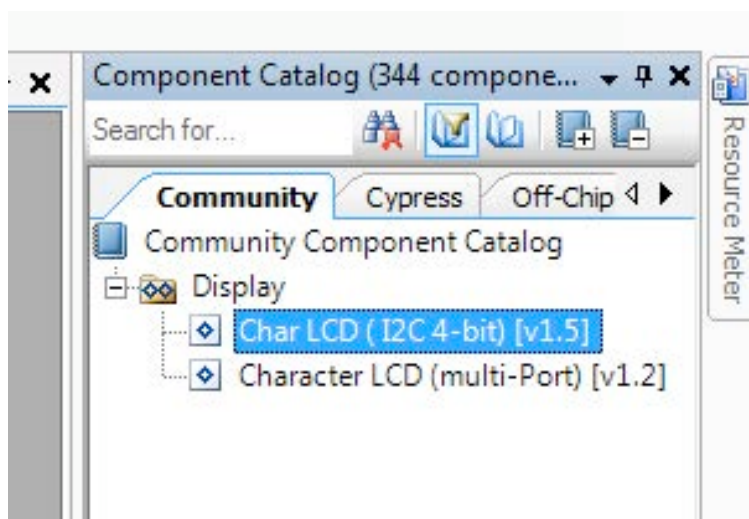 Component Catalog (344 compone...
Search for...
Community Cypress Off-Chip
Community Component Catalog
Display
Char LCD ( I2C 4-bit) [v1.5]
Character LCD (multi-Port) [v1.2]
Resource Meter